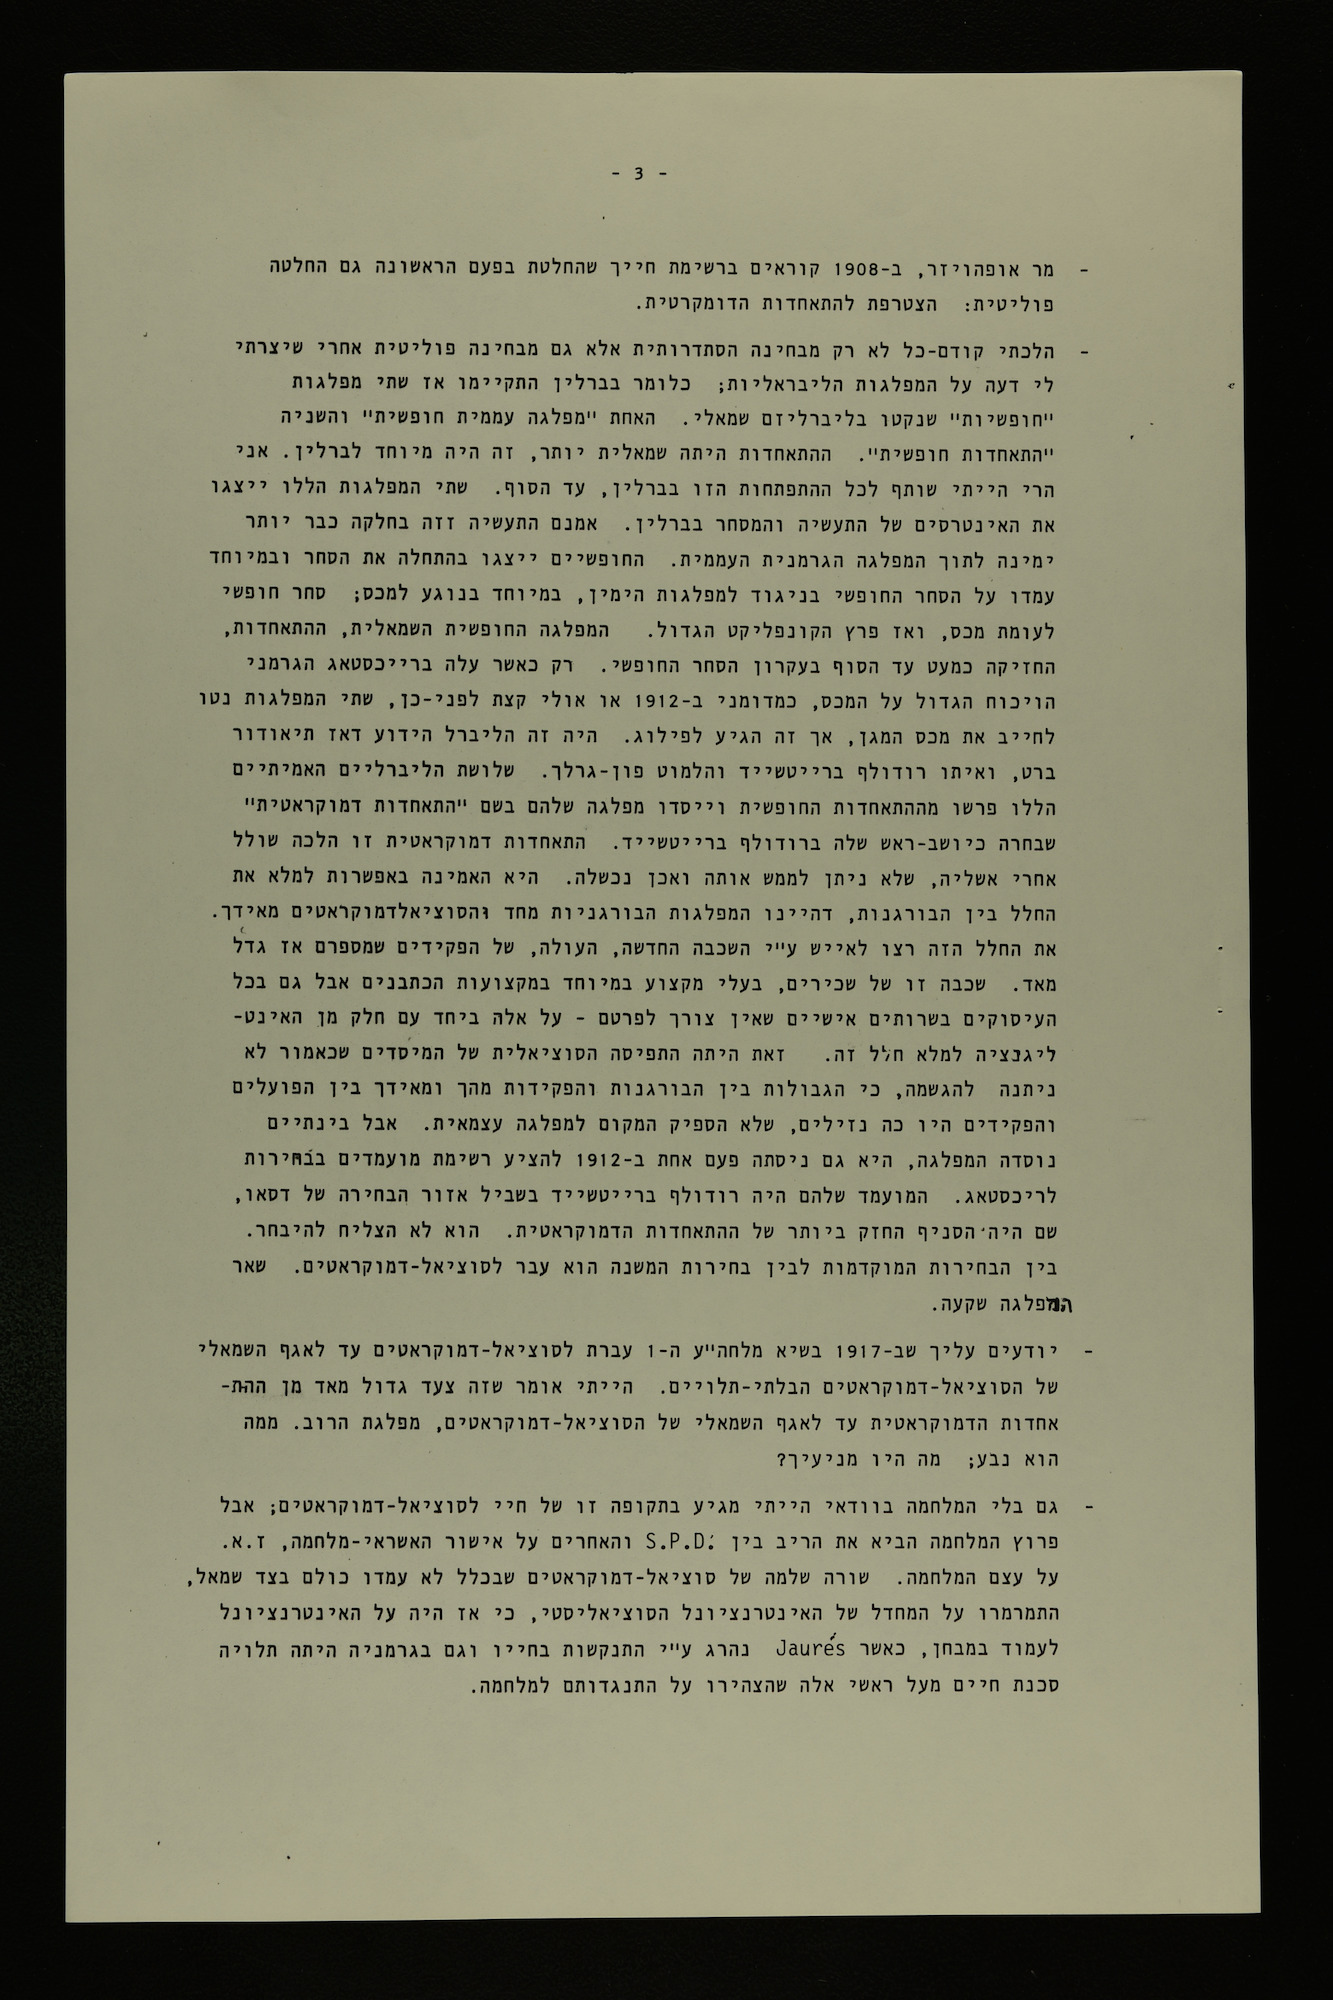 - 3 -
- מר אופהויזר, ב-1908 קוראים ברשימת חייך שהחלטת בפעם הראשונה גם החלטה
פוליטית: הצטרפת להתאחדות הדומקרטית.
- הלכתי קודם-כל לא רק מבחינה הסתדרותית אלא גם מבחינה פוליטית אחרי שיצרתי
לי דעה על המפלגות הליבראליות; כלומר בברלין התקיימו אז שתי מפלגות
"חופשיות" שנקטו בליברליזם שמאלי. האחת "מפלגה עממית חופשית" והשניה
"התאחדות חופשית". ההתאחדות היתה שמאלית יותר, זה היה מיוחד לברלין. אני
הרי הייתי שותף לכל ההתפתחות הזו בברלין, עד הסוף. שתי המפלגות הללו ייצגו
את האינטרסים של התעשיה והמסחר בברלין. אמנם התעשיה זזה בחלקה כבר יותר
ימינה לתוך המפלגה הגרמנית העממית. החופשיים ייצגו בהתחלה את הסחר ובמיוחד
עמדו על הסחר החופשי בניגוד למפלגות הימין, במיוחד בנוגע למכס; סחר חופשי
לעומת מכס, ואז פרץ הקונפליקט הגדול. המפלגה החופשית השמאלית, ההתאחדות,
החזיקה כמעט עד הסוף בעקרון הסחר החופשי. רק כאשר עלה ברייכסטאג הגרמני
הויכוח הגדול על המכס, כמדומני ב-1912 או אולי קצת לפני-כן, שתי המפלגות נטו
לחייב את מכס המגן, אך זה הגיע לפילוג. היה זה הליברל הידוע דאז תיאודור
ברט, ואיתו רודולף ברייטשייד והלמוט פון-גרלך. שלושת הליברליים האמיתיים
הללו פרשו מההתאחדות החופשית וייסדו מפלגה שלהם בשם "התאחדות דמוקראטית"
שבחרה כיושב-ראש שלה ברודולף ברייטשייד. התאחדות דמוקראטית זו הלכה שולל
אחרי אשליה, שלא ניתן לממש אותה ואכן נכשלה. היא האמינה באפשרות למלא את
החלל בין הבורגנות, דהיינו המפלגות הבורגניות מחד והסוציאלדמוקראטים מאידך.
את החלל הזה רצו לאייש ע"י השכבה החדשה, העולה, של הפקידים שמספרם אז גדל
מאד. שכבה זו של שכירים, בעלי מקצוע במיוחד במקצועות הכתבנים אבל גם בכל
העיסוקים בשרותים אישיים שאין צורך לפרטם - על אלה ביחד עם חלק מן האינט-
ליגנציה למלא חלל זה. זאת היתה התפיסה הסוציאלית של המיסדים שכאמור לא
ניתנה להגשמה, כי הגבולות בין הבורגנות והפקידות מהך ומאידך בין הפועלים
והפקידים היו כה נזילים, שלא הספיק המקום למפלגה עצמאית. אבל בינתיים
נוסדה המפלגה, היא גם ניסתה פעם אחת ב-1912 להציע רשימת מועמדים בבחירות
לריכסטאג. המועמד שלהם היה רודולף ברייטשייד בשביל אזור הבחירה של דסאו,
שם היה הסניף החזק ביותר של ההתאחדות הדמוקראטית. הוא לא הצליח להיבחר.
בין הבחירות המוקדמות לבין בחירות המשנה הוא עבר לסוציאל-דמוקראטים. שאר
המפלגה שקעה.
- יודעים עליך שב-1917 בשיא מלחה"ע ה-1 עברת לסוציאל-דמוקראטים עד לאגף השמאלי
של הסוציאל-דמוקראטים הבלתי-תלויים. הייתי אומר שזה צעד גדול מאד מן ההת-
אחדות הדמוקראטית עד לאגף השמאלי של הסוציאל-דמוקראטים, מפלגת הרוב. ממה
הוא נבע; מה היו מניעיך?
- גם בלי המלחמה בוודאי הייתי מגיע בתקופה זו של חיי לסוציאל-דמוקראטים; אבל
פרוץ המלחמה הביא את הריב בין S.P.D. והאחרים על אישור האשראי-מלחמה, ז.א.
על עצם המלחמה. שורה שלמה של סוציאל-דמוקראטים שבכלל לא עמדו כולם בצד שמאל,
התמרמרו על המחדל של האינטרנציונל הסוציאליסטי, כי אז היה על האינטרנציונל
לעמוד במבחן, כאשר Jaurés נהרג ע"י התנקשות בחייו וגם בגרמניה היתה תלויה
סכנת חיים מעל ראשי אלה שהצהירו על התנגדותם למלחמה.